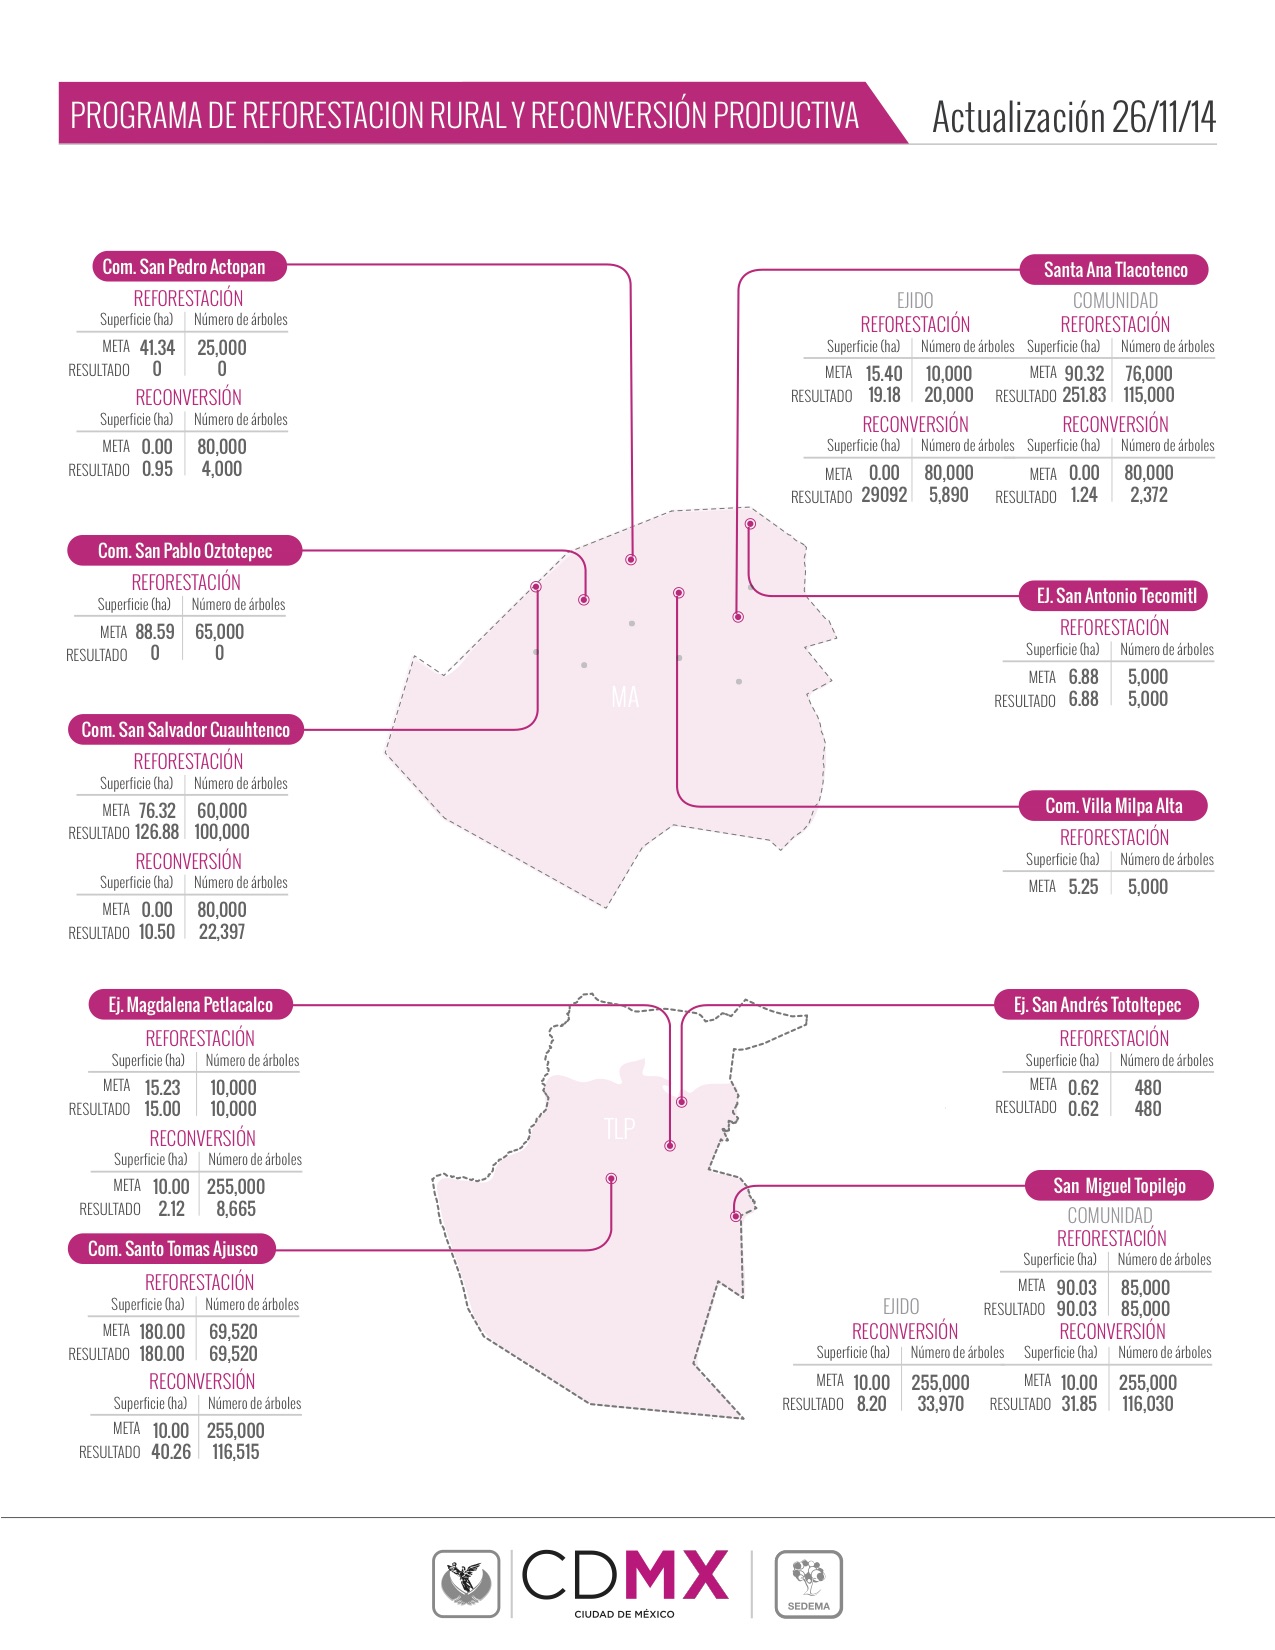 PROGRAMA DE REFORESTACION RURAL Y RECONVERSIÓN PRODUCTIVA
Actualización 26/11/14
Com. San Pedro Actopan
REFORESTACIÓN
Superficie (ha) Número de árboles
META 41.34 25,000
RESULTADO 0 0
RECONVERSIÓN
Superficie (ha) Número de árboles
META 0.00 80,000
RESULTADO 0.95 4,000
Com. San Pablo Oztotepec
REFORESTACIÓN
Superficie (ha) Número de árboles
META 88.59 65,000
RESULTADO 0 0
Com. San Salvador Cuauhtenco
REFORESTACIÓN
Superficie (ha) Número de árboles
META 76.32 60,000
RESULTADO 126.88 100,000
RECONVERSIÓN
Superficie (ha) Número de árboles
META 0.00 80,000
RESULTADO 10.50 22,397
MA
Santa Ana Tlacotenco
EJIDO
REFORESTACIÓN
Superficie (ha) Número de árboles
META 15.40 10,000
RESULTADO 19.18 20,000
RECONVERSIÓN
Superficie (ha) Número de árboles
META 0.00 80,000
RESULTADO 29092 5,890
COMUNIDAD
REFORESTACIÓN
Superficie (ha) Número de árboles
META 90.32 76,000
RESULTADO 251.83 115,000
RECONVERSIÓN
Superficie (ha) Número de árboles
META 0.00 80,000
RESULTADO 1.24 2,372
EJ. San Antonio Tecomitl
REFORESTACIÓN
Superficie (ha) Número de árboles
META 6.88 5,000
RESULTADO 6.88 5,000
Com. Villa Milpa Alta
REFORESTACIÓN
Superficie (ha) Número de árboles
META 5.25 5,000
Ej. Magdalena Petlacalco
REFORESTACIÓN
Superficie (ha) Número de árboles
META 15.23 10,000
RESULTADO 15.00 10,000
RECONVERSIÓN
Superficie (ha) Número de árboles
META 10.00 255,000
RESULTADO 2.12 8,665
Com. Santo Tomas Ajusco
REFORESTACIÓN
Superficie (ha) Número de árboles
META 180.00 69,520
RESULTADO 180.00 69,520
RECONVERSIÓN
Superficie (ha) Número de árboles
META 10.00 255,000
RESULTADO 40.26 116,515
TLP
Ej. San Andrés Totoltepec
REFORESTACIÓN
Superficie (ha) Número de árboles
META 0.62 480
RESULTADO 0.62 480
San Miguel Topilejo
COMUNIDAD
REFORESTACIÓN
Superficie (ha) Número de árboles
META 90.03 85,000
RESULTADO 90.03 85,000
RECONVERSIÓN
Superficie (ha) Número de árboles
META 10.00 255,000
RESULTADO 31.85 116,030
EJIDO
RECONVERSIÓN
Superficie (ha) Número de árboles
META 10.00 255,000
RESULTADO 8.20 33,970
CDMX
CIUDAD DE MÉXICO
SEDEMA